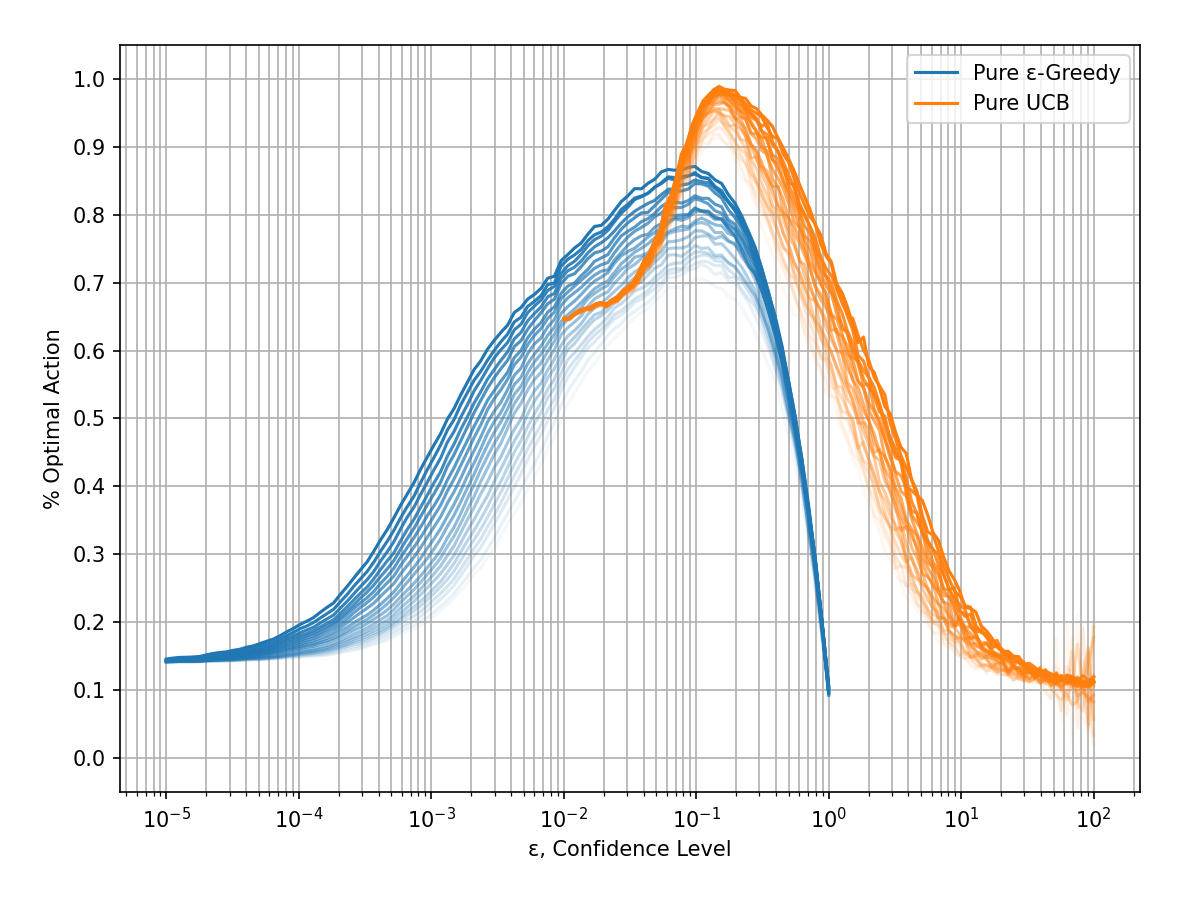 Pure ε-Greedy
Pure UCB
% Optimal Action
1.0
0.9
0.8
0.7
0.6
0.5
0.4
0.3
0.2
0.1
0.0
10⁻⁵ 10⁻⁴ 10⁻³ 10⁻² 10⁻¹ 10⁰ 10¹ 10²
ε, Confidence Level